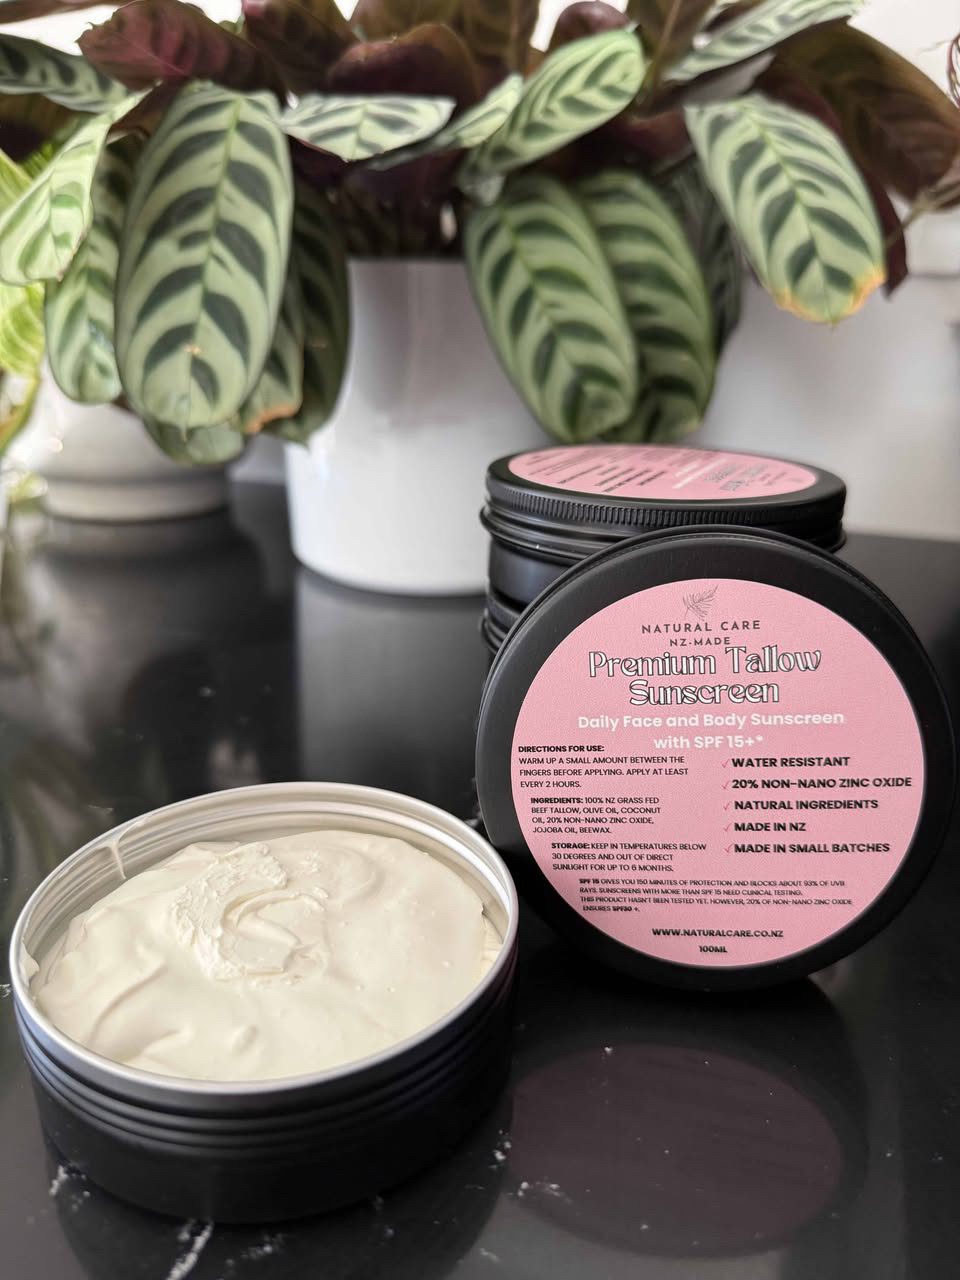 NATURAL CARE
NZ-MADE
Premium Tallow
Sunscreen
Daily Face and Body Sunscreen
with SPF 15+*
DIRECTIONS FOR USE:
WARM UP A SMALL AMOUNT BETWEEN THE
FINGERS BEFORE APPLYING. APPLY AT LEAST
EVERY 2 HOURS.
INGREDIENTS: 100% NZ GRASS FED
BEEF TALLOW, OLIVE OIL, COCONUT
OIL, 20% NON-NANO ZINC OXIDE,
JOJOBA OIL, BEEWAX.
STORAGE: KEEP IN TEMPERATURES BELOW
30 DEGREES AND OUT OF DIRECT
SUNLIGHT FOR UP TO 6 MONTHS.
✓ WATER RESISTANT
✓ 20% NON-NANO ZINC OXIDE
✓ NATURAL INGREDIENTS
✓ MADE IN NZ
✓ MADE IN SMALL BATCHES
SPF 15 GIVES YOU 150 MINUTES OF PROTECTION AND BLOCKS ABOUT 93% OF UVB
RAYS. SUNSCREENS WITH MORE THAN SPF 15 NEED CLINICAL TESTING.
THIS PRODUCT HASN'T BEEN TESTED YET. HOWEVER, 20% OF NON-NANO ZINC OXIDE
ENSURES SPF30 +.
WWW.NATURALCARE.CO.NZ
100ML